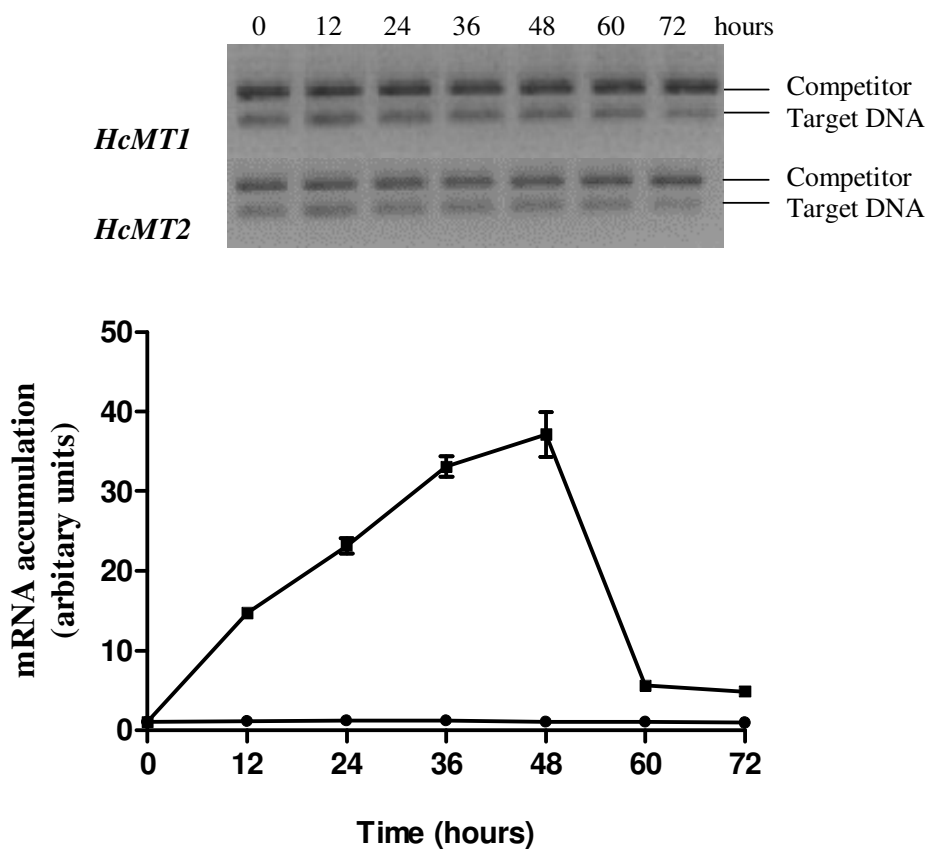 0 12 24 36 48 60 72 hours
Competitor
Target DNA
HcMT1
Competitor
Target DNA
HcMT2
mRNA accumulation
(arbitary units)
50
40
30
20
10
0
0 12 24 36 48 60 72
Time (hours)